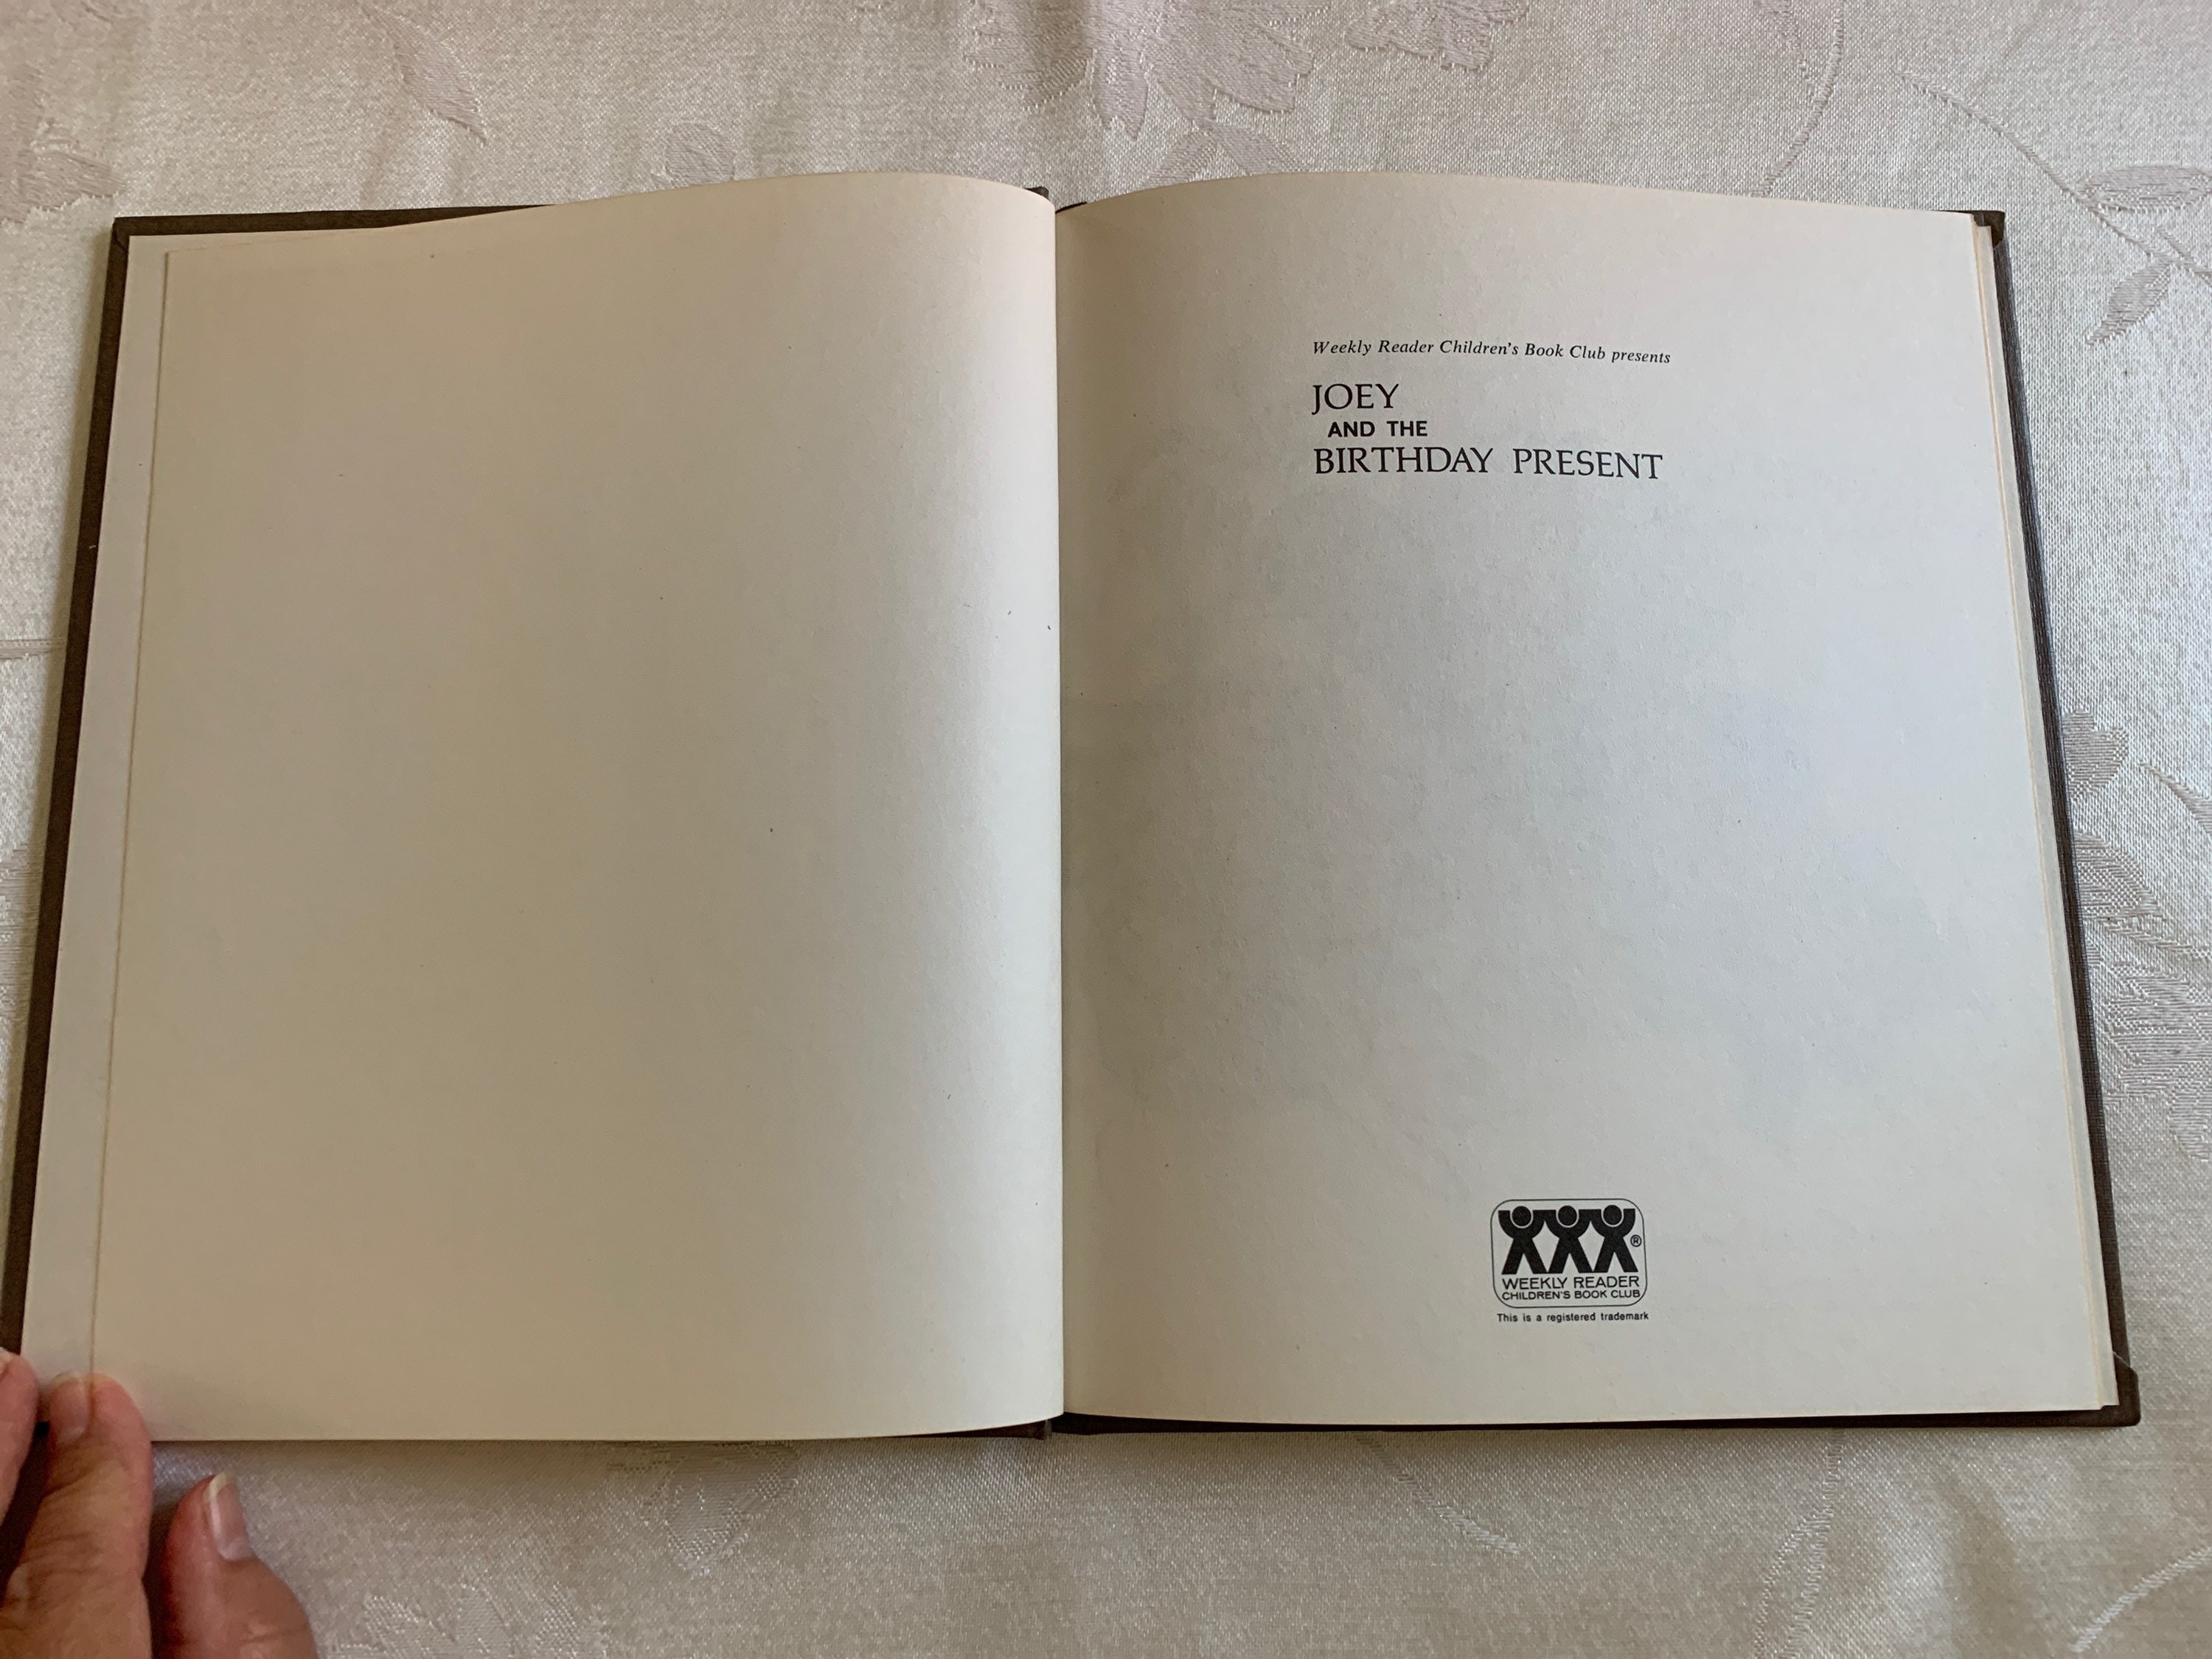 Weekly Reader Children's Book Club presents
JOEY
AND THE
BIRTHDAY PRESENT
®
WEEKLY READER
CHILDREN'S BOOK CLUB
This is a registered trademark